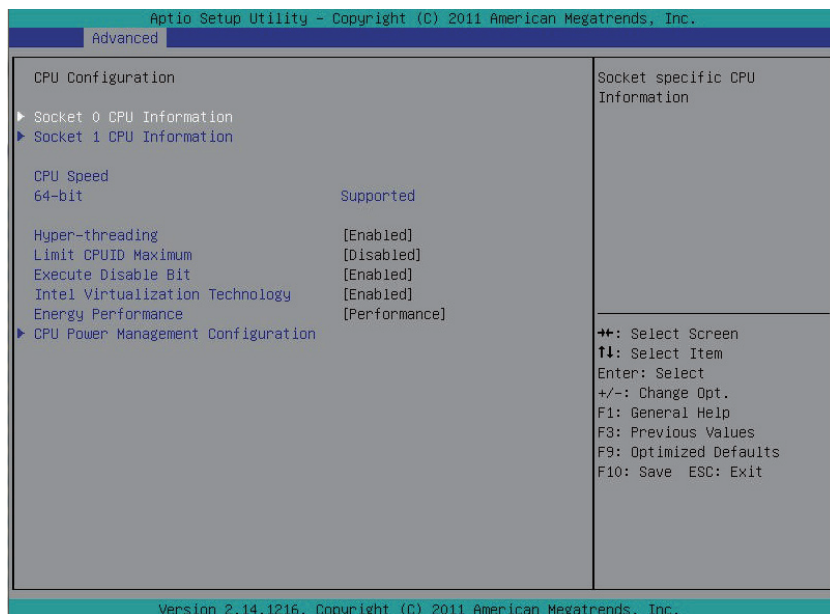 Aptio Setup Utility – Copyright (C) 2011 American Megatrends, Inc.
Advanced
CPU Configuration
Socket 0 CPU Information
Socket 1 CPU Information
CPU Speed
64-bit Supported
Hyper-threading [Enabled]
Limit CPUID Maximum [Disabled]
Execute Disable Bit [Enabled]
Intel Virtualization Technology [Enabled]
Energy Performance [Performance]
CPU Power Management Configuration
Socket specific CPU
Information
→←: Select Screen
↑↓: Select Item
Enter: Select
+/-: Change Opt.
F1: General Help
F3: Previous Values
F9: Optimized Defaults
F10: Save ESC: Exit
Version 2.14.1216. Copyright (C) 2011 American Megatrends, Inc.